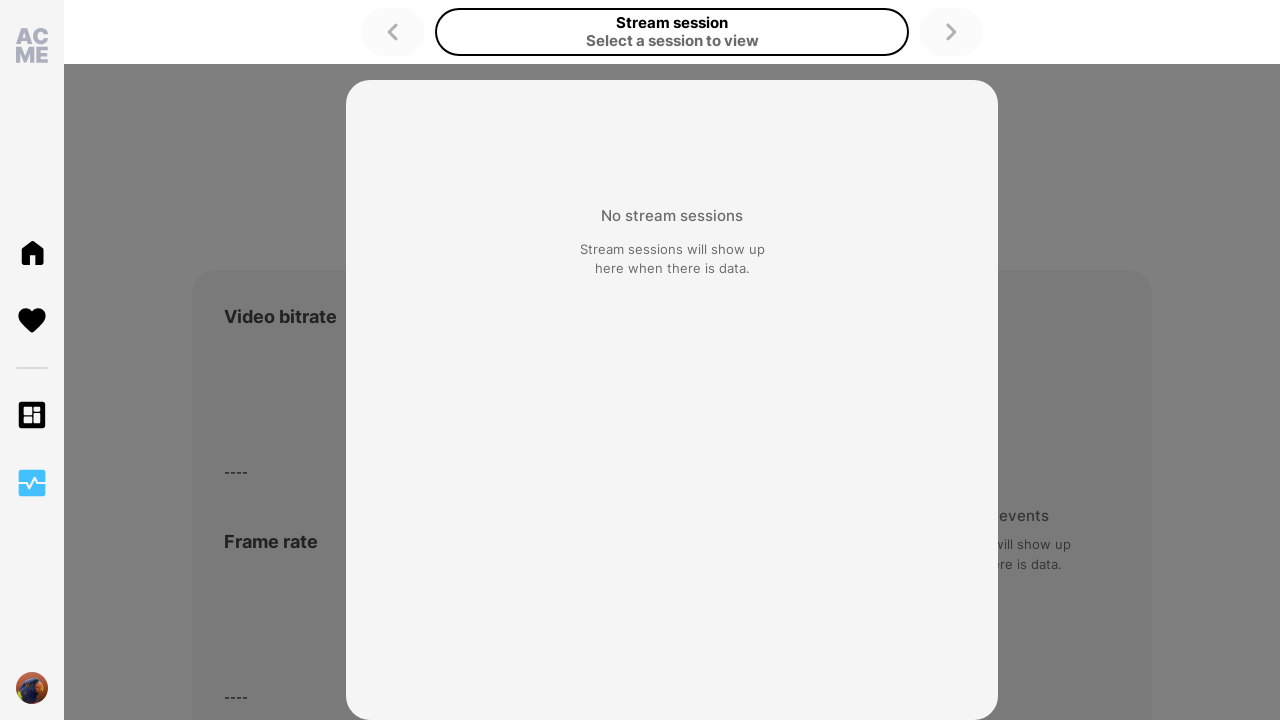 AC
ME
Stream session
Select a session to view
No stream sessions
Stream sessions will show up
here when there is data.
Video bitrate
----
Frame rate
----
events
will show up
ere is data.